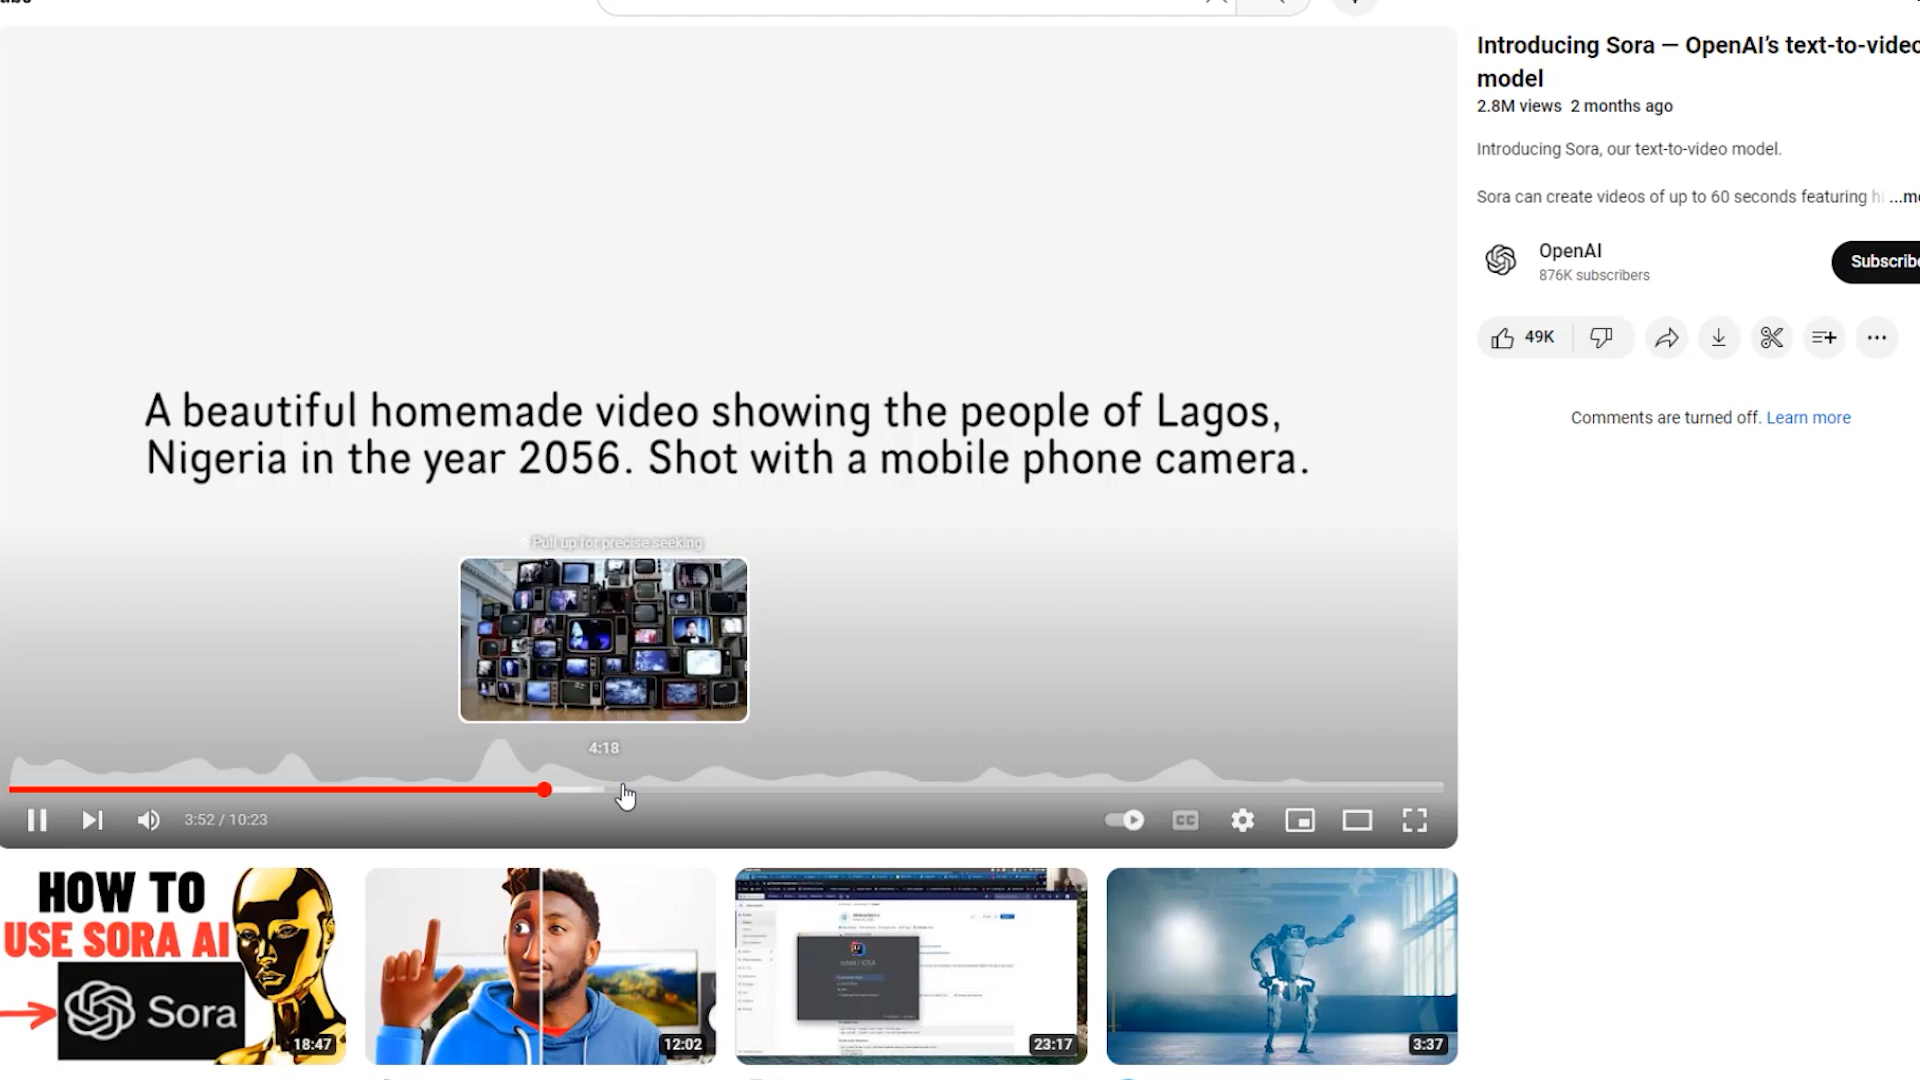 Introducing Sora — OpenAI's text-to-video
model
2.8M views 2 months ago
Introducing Sora, our text-to-video model.
Sora can create videos of up to 60 seconds featuring
OpenAI
876K subscribers
Subscribe
49K
Comments are turned off. Learn more
A beautiful homemade video showing the people of Lagos,
Nigeria in the year 2056. Shot with a mobile phone camera.
Pull up for precise seeking
4:18
3:52 / 10:23
CC
HOW TO
USE SORA AI
Sora
18:47
12:02
23:17
3:37